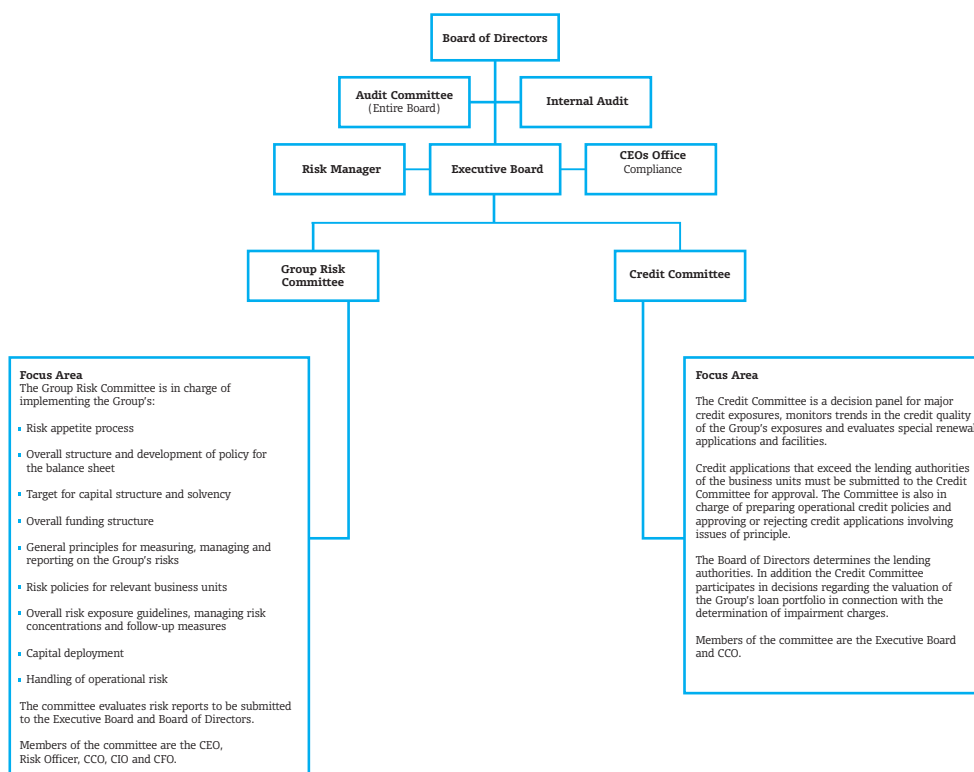 Board of Directors
Audit Committee
(Entire Board)
Internal Audit
Risk Manager
Executive Board
CEOs Office
Compliance
Group Risk
Committee
Credit Committee
Focus Area
The Group Risk Committee is in charge of
implementing the Group's:
▪ Risk appetite process
▪ Overall structure and development of policy for
the balance sheet
▪ Target for capital structure and solvency
▪ Overall funding structure
▪ General principles for measuring, managing and
reporting on the Group's risks
▪ Risk policies for relevant business units
▪ Overall risk exposure guidelines, managing risk
concentrations and follow-up measures
▪ Capital deployment
▪ Handling of operational risk
The committee evaluates risk reports to be submitted
to the Executive Board and Board of Directors.
Members of the committee are the CEO,
Risk Officer, CCO, CIO and CFO.
Focus Area
The Credit Committee is a decision panel for major
credit exposures, monitors trends in the credit quality
of the Group's exposures and evaluates special renewal
applications and facilities.
Credit applications that exceed the lending authorities
of the business units must be submitted to the Credit
Committee for approval. The Committee is also in
charge of preparing operational credit policies and
approving or rejecting credit applications involving
issues of principle.
The Board of Directors determines the lending
authorities. In addition the Credit Committee
participates in decisions regarding the valuation of
the Group's loan portfolio in connection with the
determination of impairment charges.
Members of the committee are the Executive Board
and CCO.